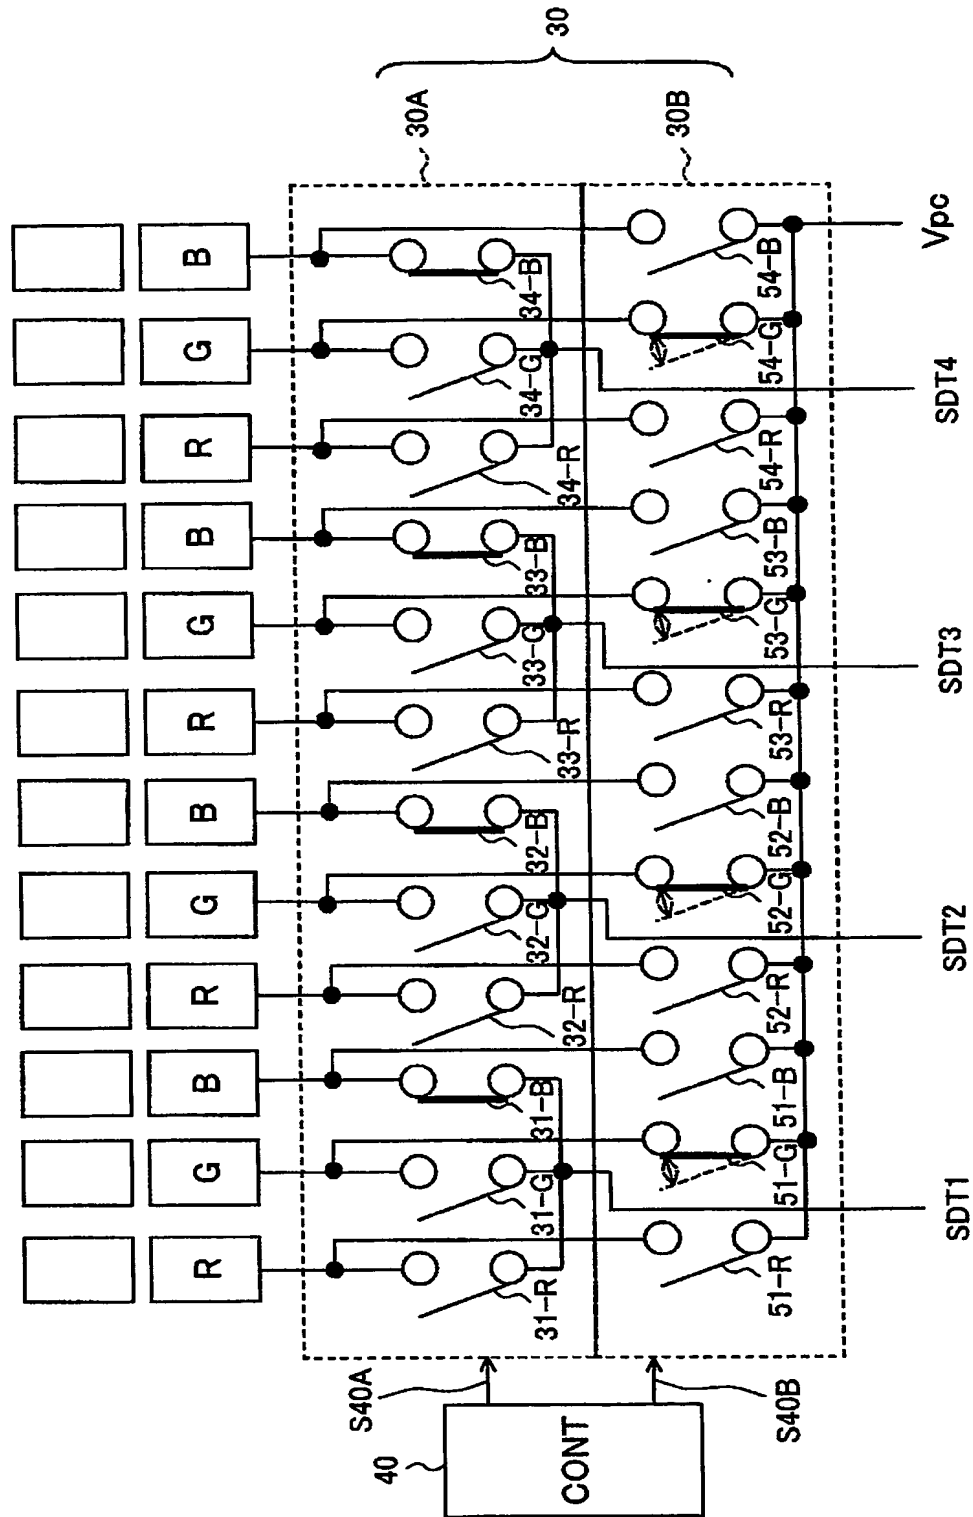 R G B R G B R G B R G B
30
30A
30B
40
CONT
S40A
S40B
31-R 31-G 31-B 32-R 32-G 32-B 33-R 33-G 33-B 34-R 34-G 34-B
51-R 51-G 51-B 52-R 52-G 52-B 53-R 53-G 53-B 54-R 54-G 54-B
SDT1 SDT2 SDT3 SDT4 Vpc